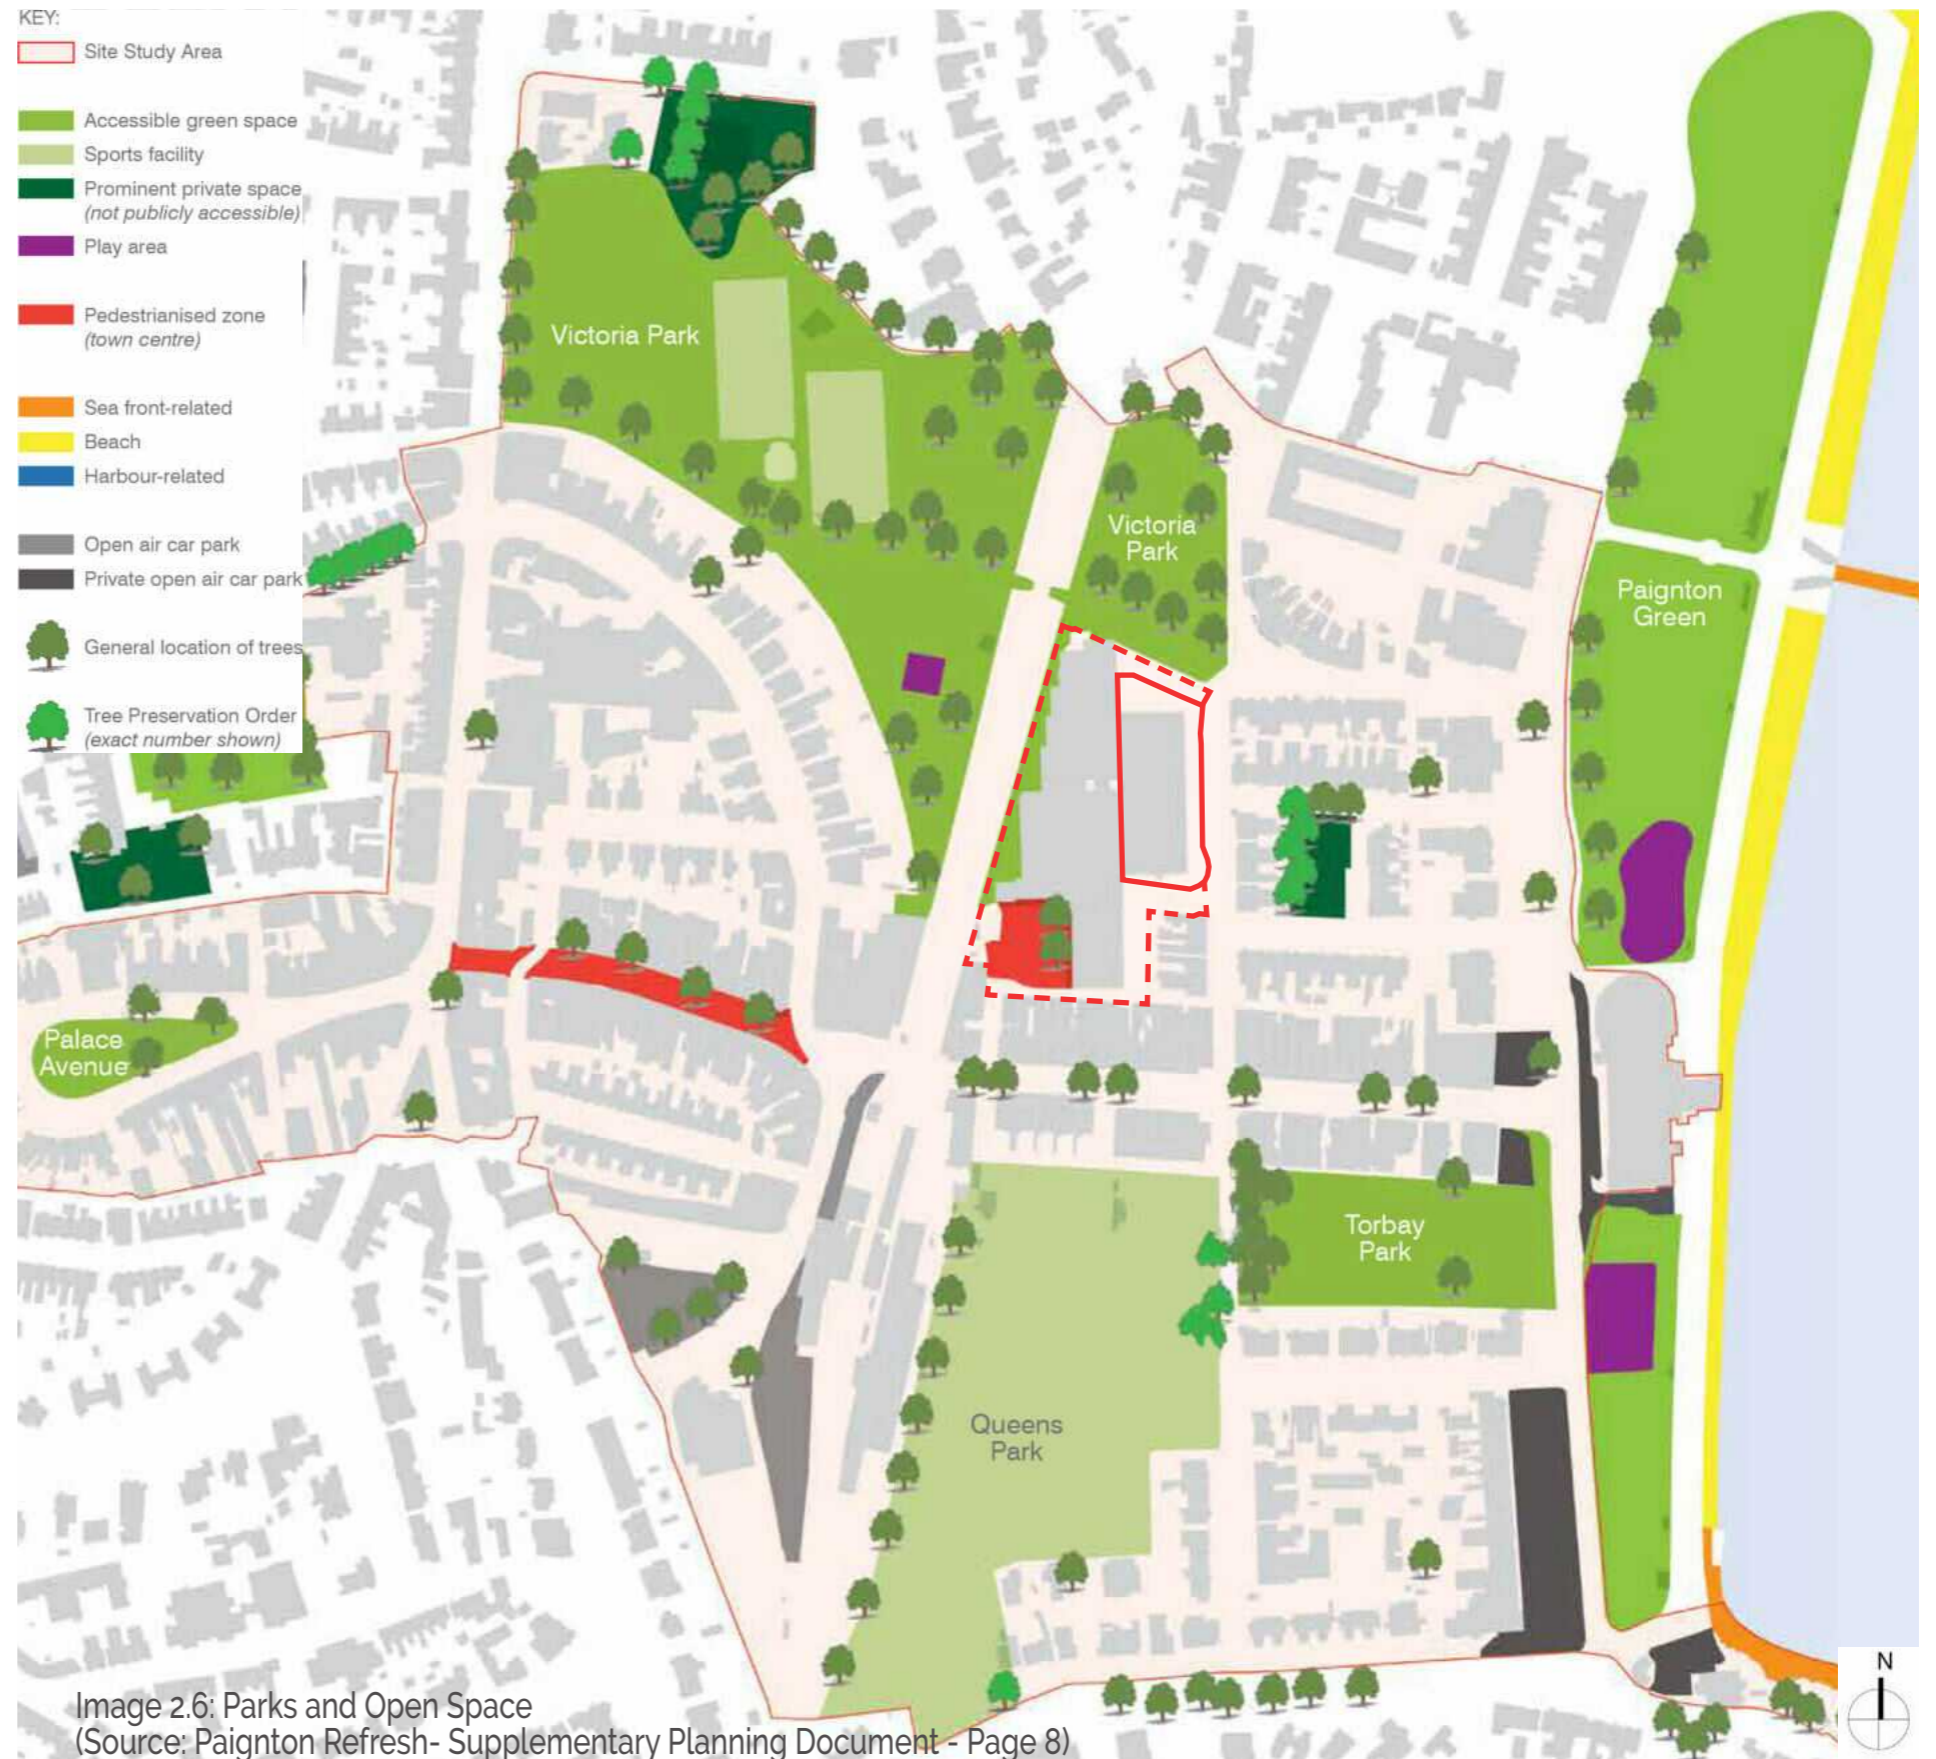 KEY:
Site Study Area
Accessible green space
Sports facility
Prominent private space
(not publicly accessible)
Play area
Pedestrianised zone
(town centre)
Sea front-related
Beach
Harbour-related
Open air car park
Private open air car park
General location of trees
Tree Preservation Order
(exact number shown)
Victoria Park
Victoria
Park
Paignton
Green
Palace
Avenue
Torbay
Park
Queens
Park
N
Image 2.6: Parks and Open Space
(Source: Paignton Refresh- Supplementary Planning Document - Page 8)